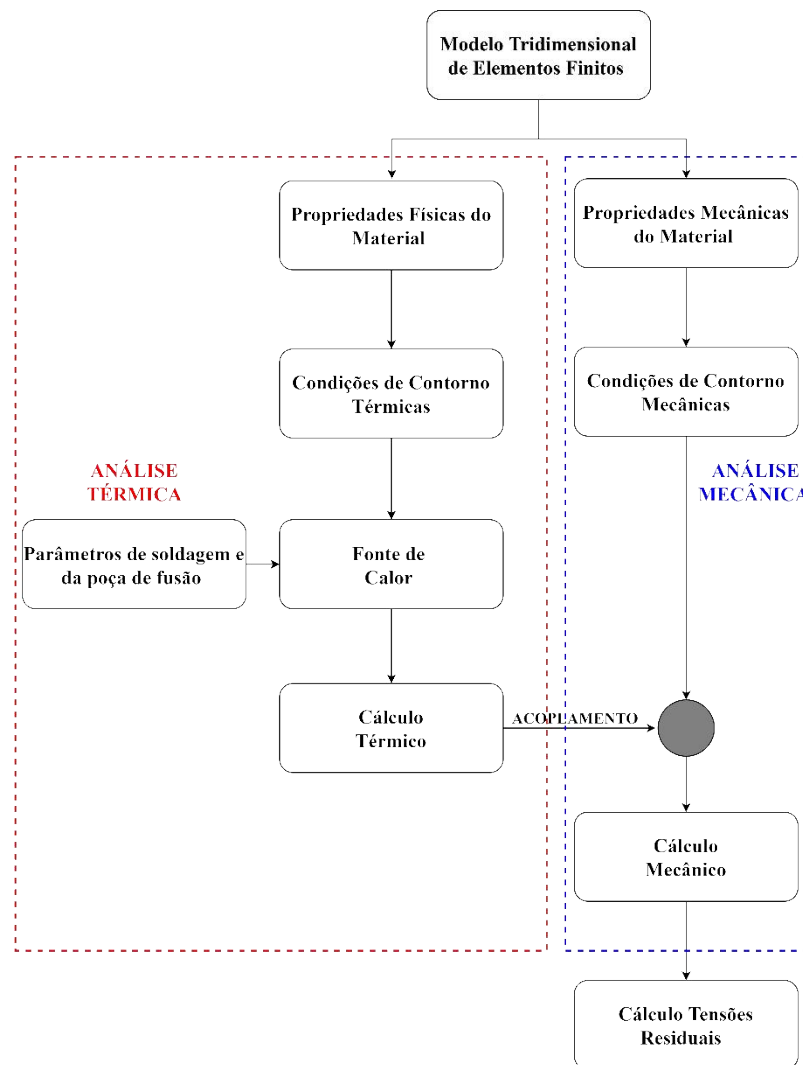 Modelo Tridimensional
de Elementos Finitos
Propriedades Físicas do
Material
Propriedades Mecânicas
do Material
Condições de Contorno
Térmicas
Condições de Contorno
Mecânicas
ANÁLISE
TÉRMICA
ANÁLISE
MECÂNICA
Parâmetros de soldagem e
da poça de fusão
Fonte de
Calor
Cálculo
Térmico
ACOPLAMENTO
Cálculo
Mecânico
Cálculo Tensões
Residuais